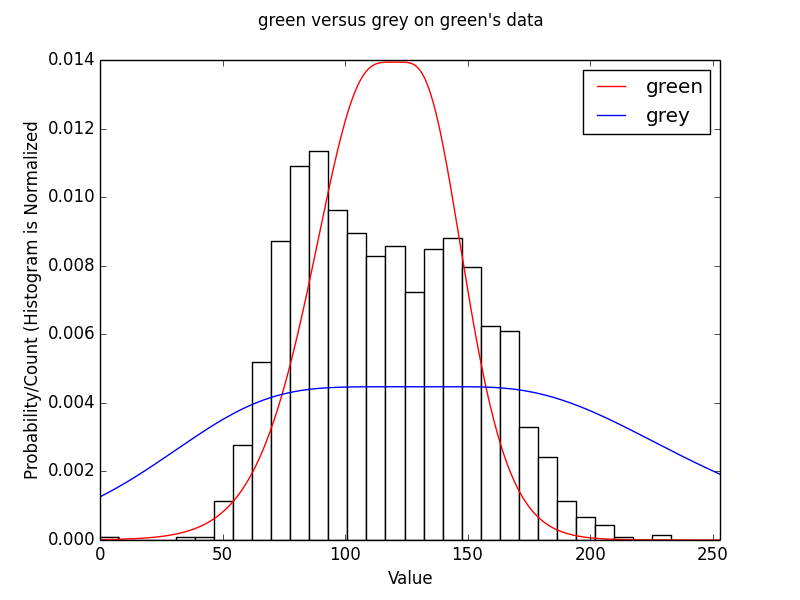 green versus grey on green's data
green
grey
Probability/Count (Histogram is Normalized
0.014
0.012
0.010
0.008
0.006
0.004
0.002
0.000
0 50 100 150 200 250
Value